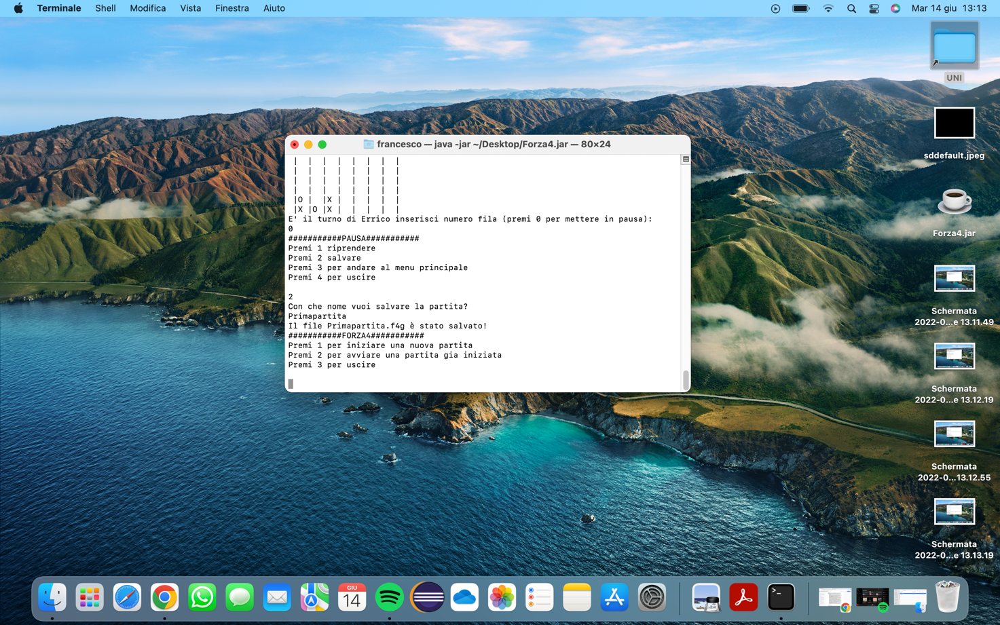 Terminale Shell Modifica Vista Finestra Aiuto Mar 14 giu 13:13
UNI
sddefault.jpeg
Forza4.jar
Schermata
2022-0...e 13.11.49
Schermata
2022-0...e 13.12.19
Schermata
2022-0...13.12.55
Schermata
2022-0...e 13.13.19
francesco — java -jar ~/Desktop/Forza4.jar — 80×24
| | | | | | | |
| | | | | | | |
| | | | | | | |
| | | | | | | |
|O | |X | | | | |
|X |O |X | | | | |
E' il turno di Errico inserisci numero fila (premi 0 per mettere in pausa):
0
###########PAUSA###########
Premi 1 riprendere
Premi 2 salvare
Premi 3 per andare al menu principale
Premi 4 per uscire
2
Con che nome vuoi salvare la partita?
Primapartita
Il file Primapartita.f4g è stato salvato!
###########FORZA4###########
Premi 1 per iniziare una nuova partita
Premi 2 per avviare una partita gia iniziata
Premi 3 per uscire
GIU
14
>_